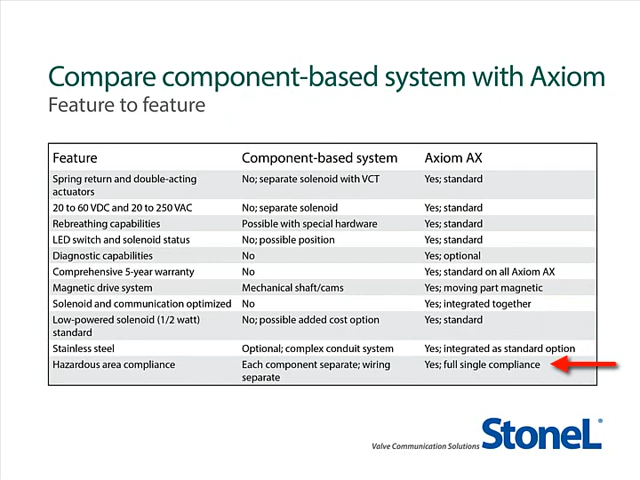 Compare component-based system with Axiom
Feature to feature
Feature Component-based system Axiom AX
Spring return and double-acting actuators No; separate solenoid with VCT Yes; standard
20 to 60 VDC and 20 to 250 VAC No; separate solenoid Yes; standard
Rebreathing capabilities Possible with special hardware Yes; standard
LED switch and solenoid status No; possible position Yes; standard
Diagnostic capabilities No Yes; optional
Comprehensive 5-year warranty No Yes; standard on all Axiom AX
Magnetic drive system Mechanical shaft/cams Yes; moving part magnetic
Solenoid and communication optimized No Yes; integrated together
Low-powered solenoid (1/2 watt) standard No; possible added cost option Yes; standard
Stainless steel Optional; complex conduit system Yes; integrated as standard option
Hazardous area compliance Each component separate; wiring separate Yes; full single compliance
Valve Communication Solutions StoneL®